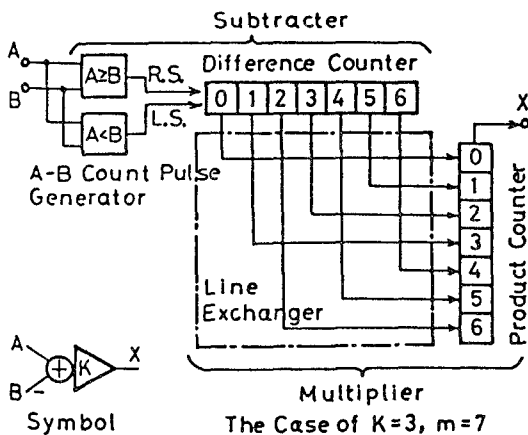 Subtracter
Difference Counter
A
B
A≥B
A<B
R.S.
L.S.
0 1 2 3 4 5 6
A-B Count Pulse
Generator
X
0
1
2
3
4
5
6
Product Counter
Line
Exchanger
A
B
-
+
K
X
Symbol
Multiplier
The Case of K=3, m=7